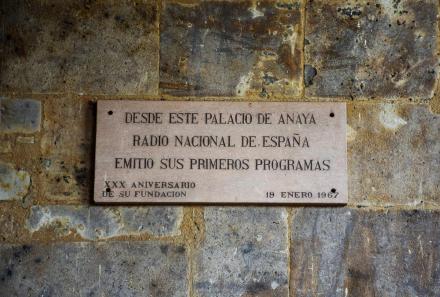 DESDE ESTE PALACIO DE ANAYA
RADIO NACIONAL DE ESPAÑA
EMITIO SUS PRIMEROS PROGRAMAS
XXX ANIVERSARIO
DE SU FUNDACION
19 ENERO 1967